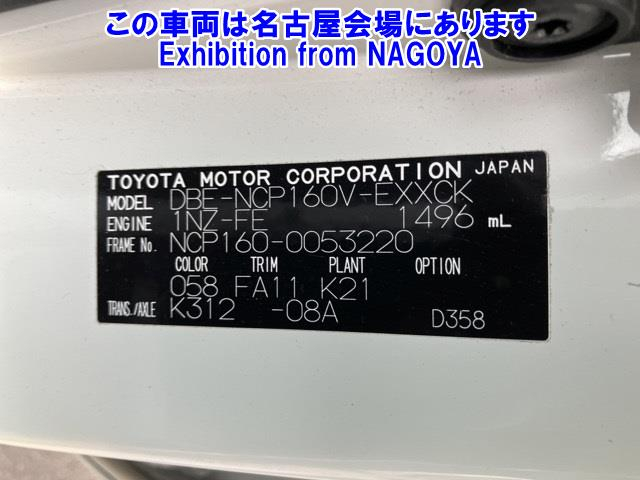 この車両は名古屋会場にあります
Exhibition from NAGOYA
TOYOTA MOTOR CORPORATION JAPAN
MODEL DBE-NCP160V-EXXCK
ENGINE 1NZ-FE 1496 mL
FRAME No. NCP160-0053220
COLOR TRIM PLANT OPTION
058 FA11 K21
TRANS./AXLE K312 -08A D358